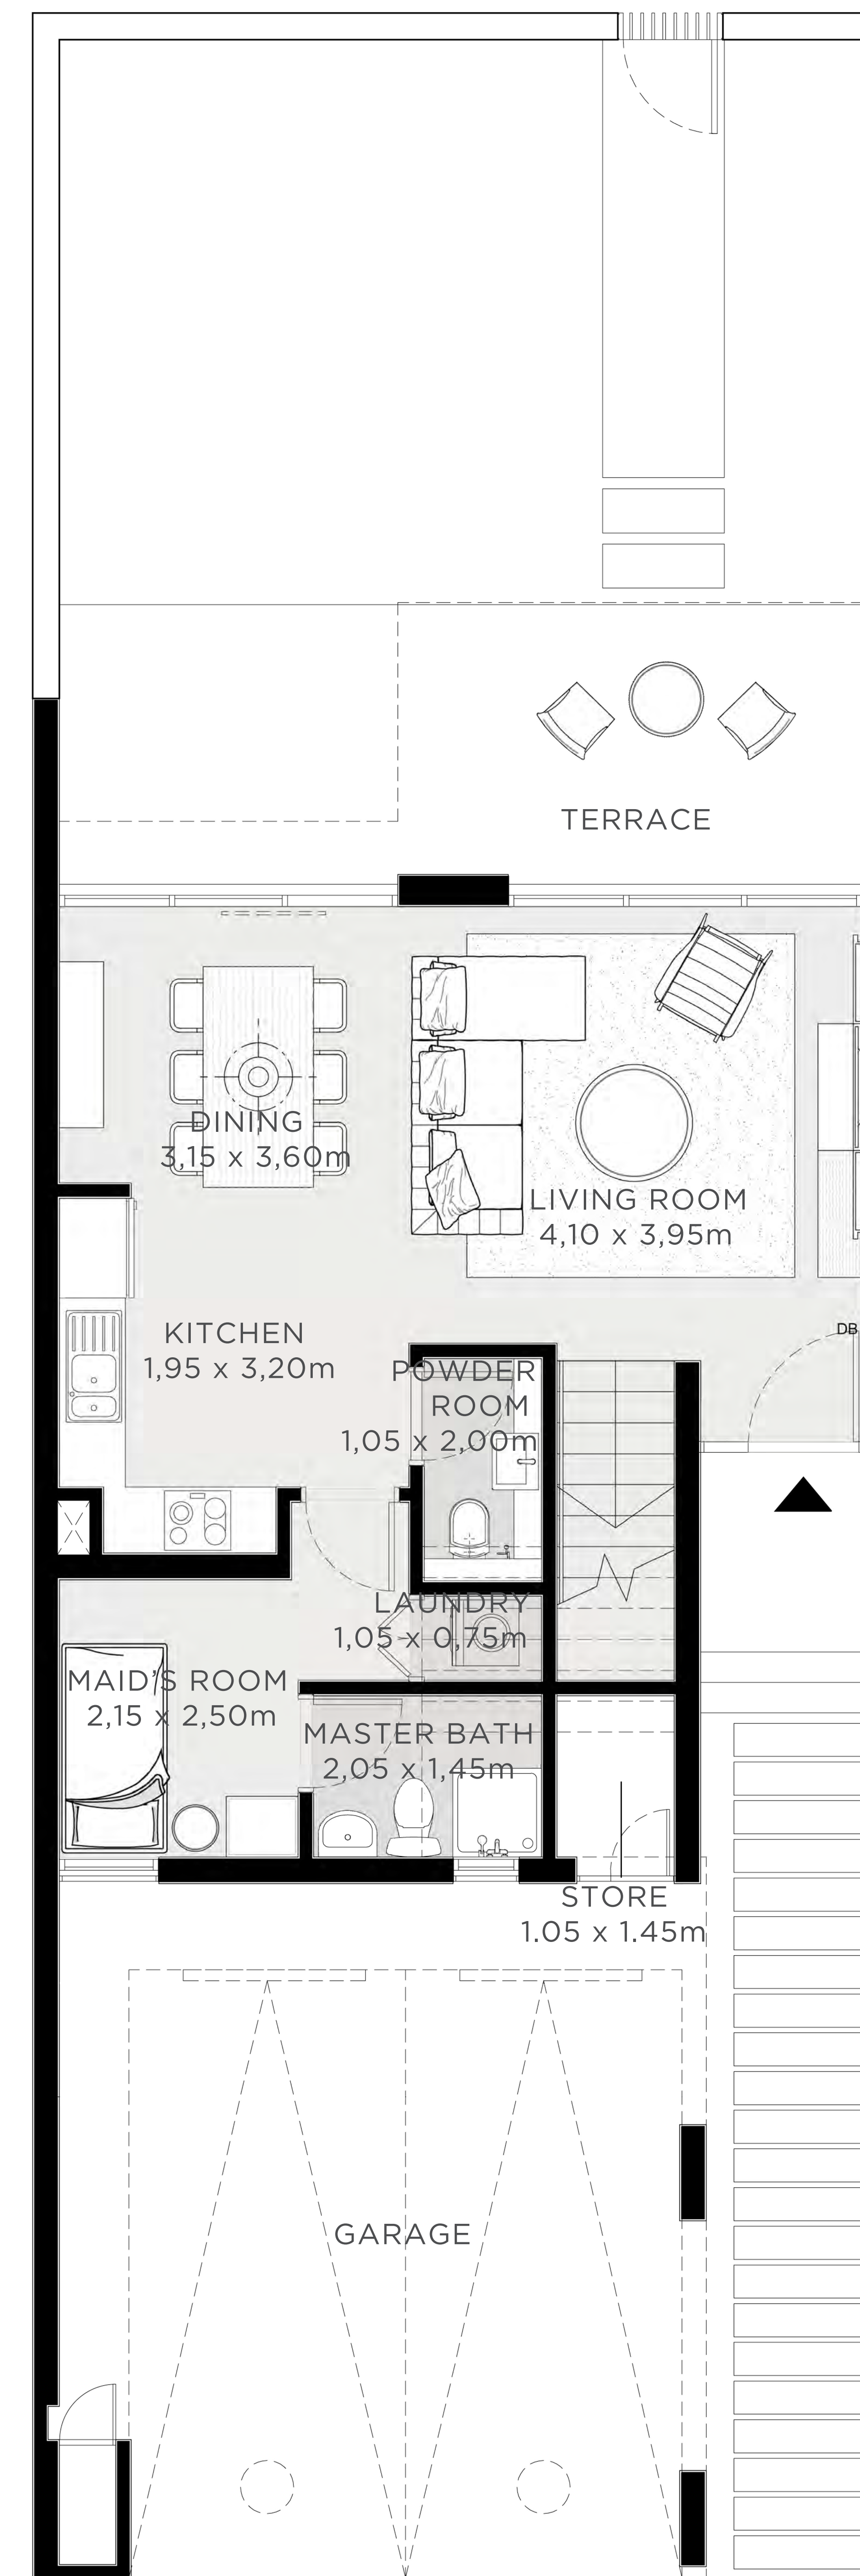 TERRACE
DINING
3,15 x 3,60m
LIVING ROOM
4,10 x 3,95m
DB
KITCHEN
1,95 x 3,20m
POWDER
ROOM
1,05 x 2,00m
LAUNDRY
1,05 x 0,75m
MAID'S ROOM
2,15 x 2,50m
MASTER BATH
2,05 x 1,45m
STORE
1.05 x 1.45m
GARAGE